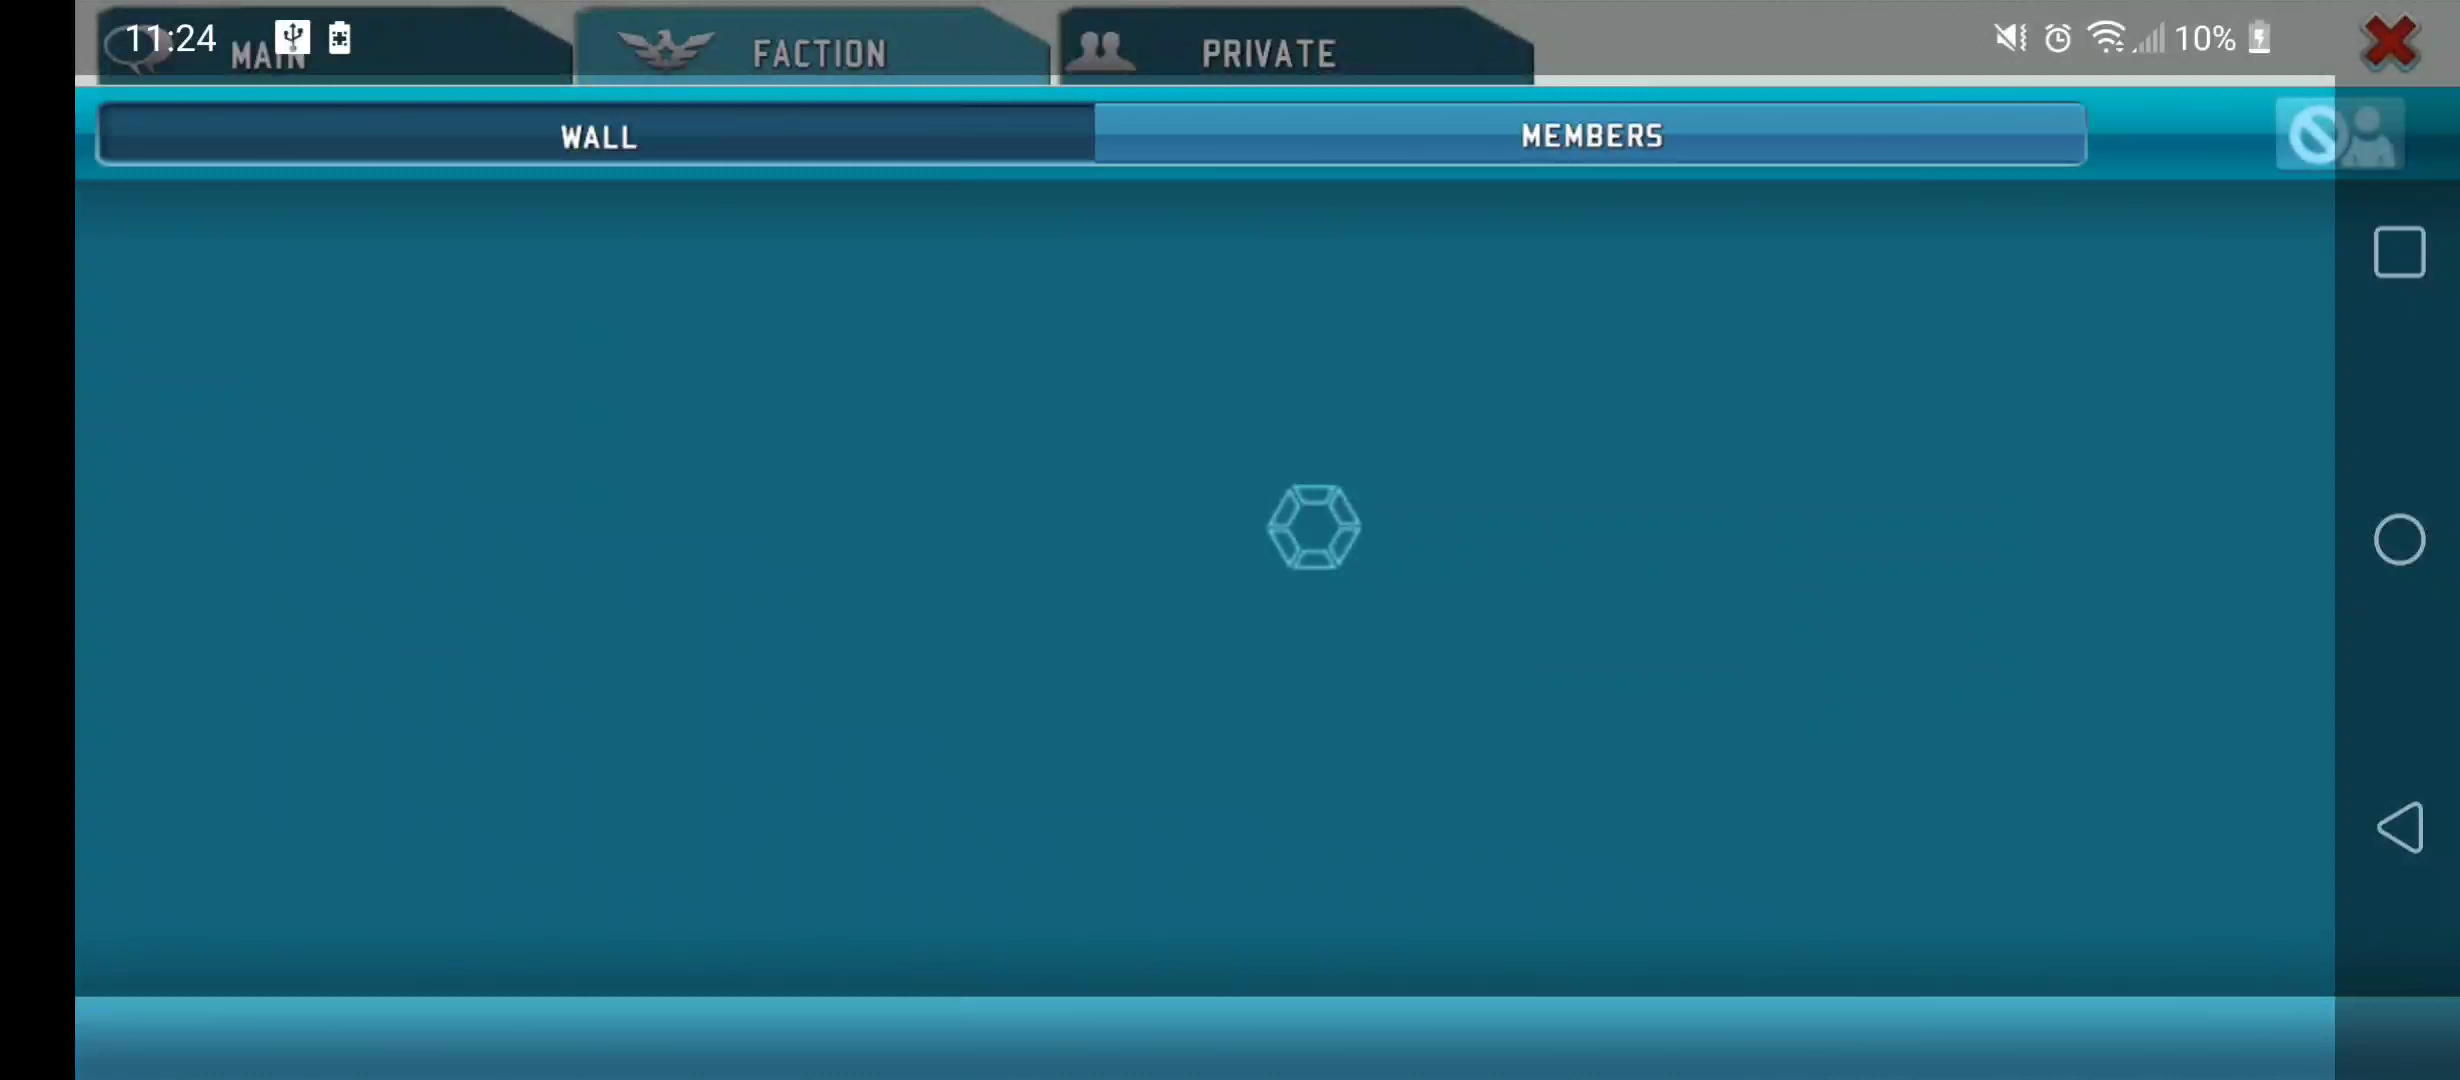 11:24
MAIN
FACTION
PRIVATE
10%
WALL
MEMBERS